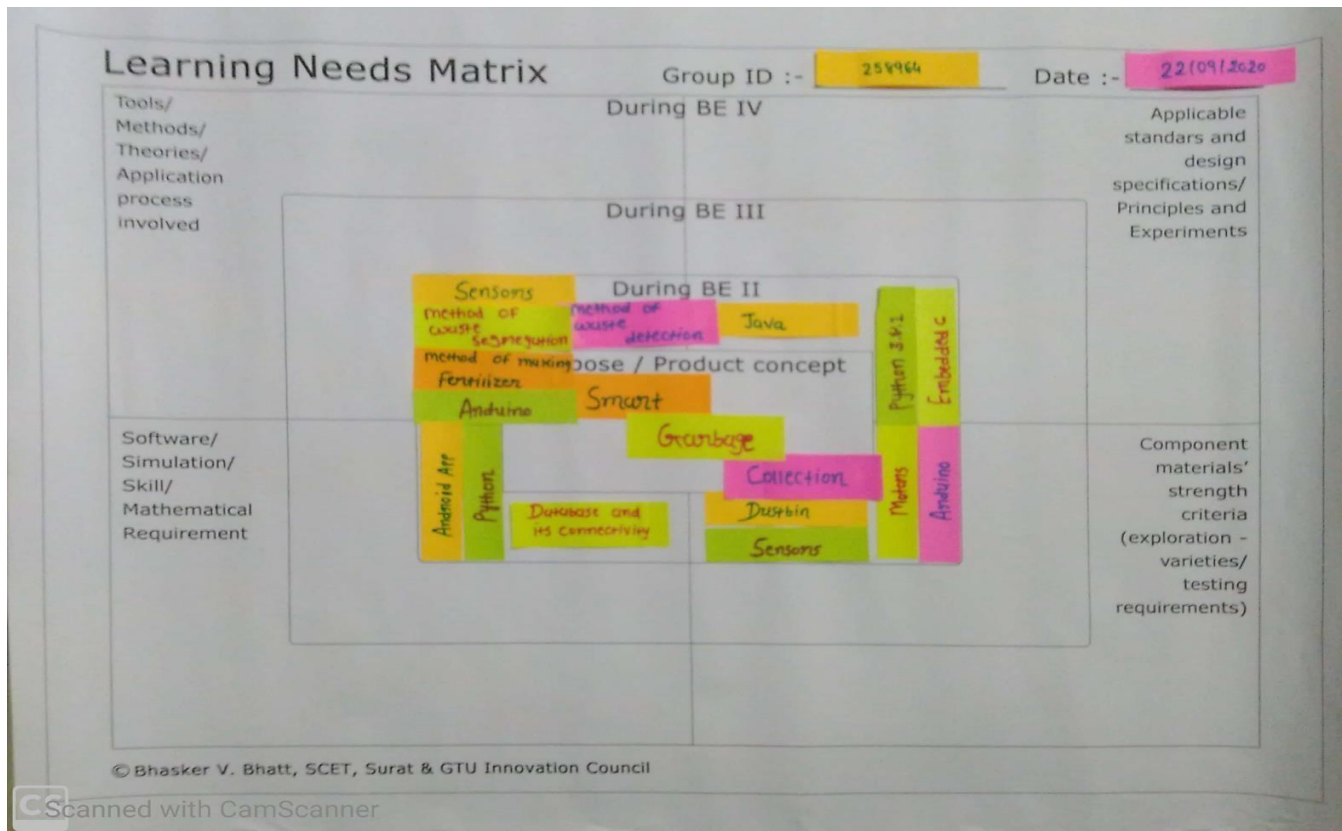 Learning Needs Matrix
Group ID :-
258964
Date :-
22/09/2020
Tools/
Methods/
Theories/
Application
process
involved
During BE IV
Applicable
standars and
design
specifications/
Principles and
Experiments
During BE III
During BE II
Sensors
method of
waste
segregation
method of
waste
detection
Java
method of making
Fertilizer
Arduino
pose / Product concept
Smart
Garbage
Collection
Python 3.4.1
Embedded C
Software/
Simulation/
Skill/
Mathematical
Requirement
Android App
Python
Database and
its connectivity
Dustbin
Sensors
Motors
Arduino
Component
materials'
strength
criteria
(exploration -
varieties/
testing
requirements)
© Bhasker V. Bhatt, SCET, Surat & GTU Innovation Council
CS
Scanned with CamScanner